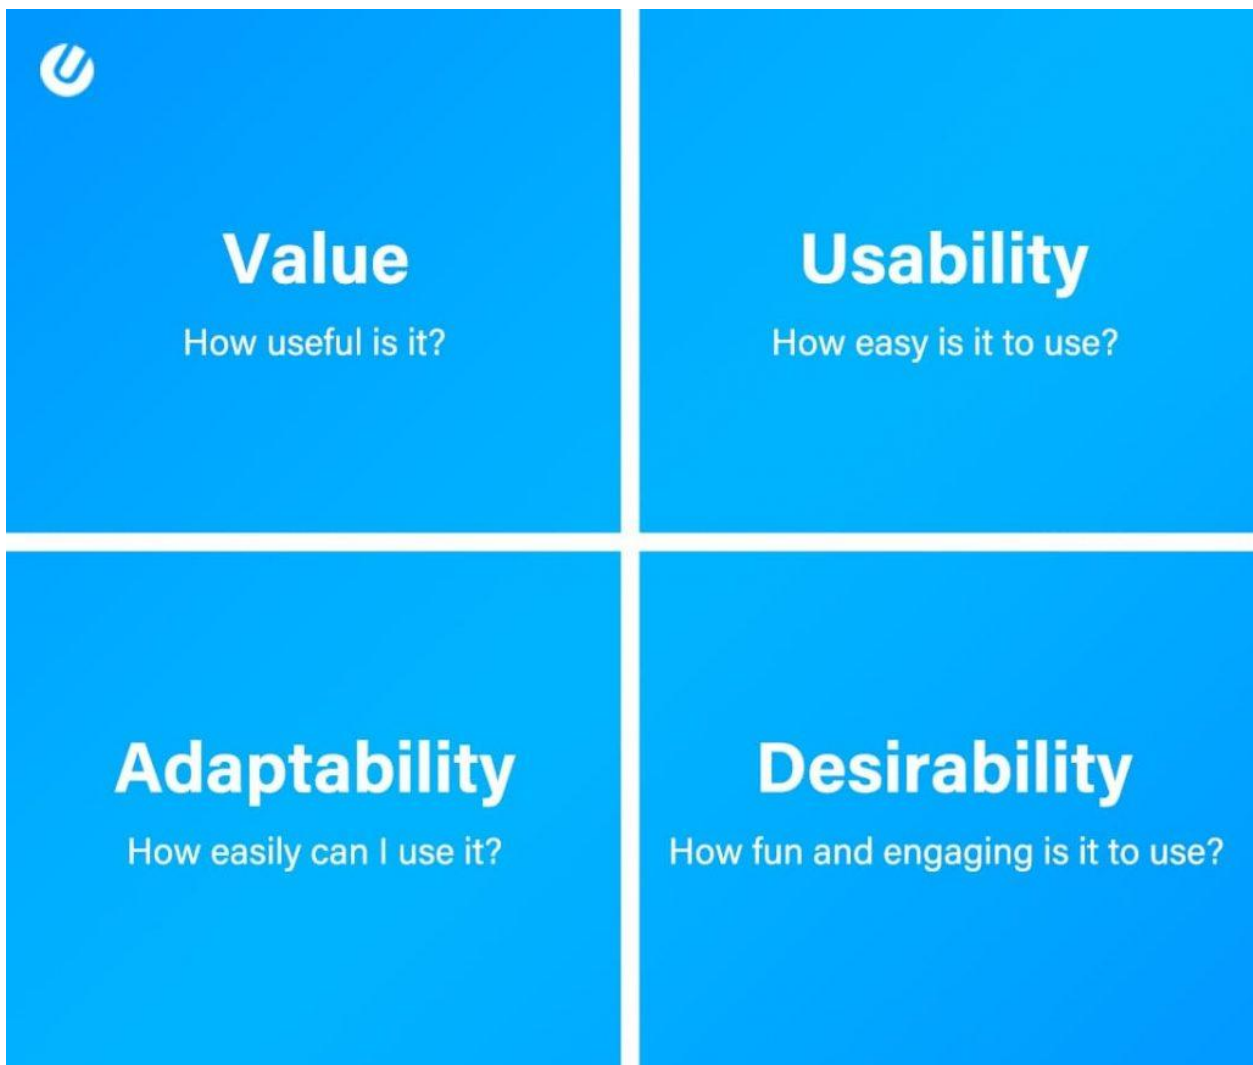 Value
How useful is it?
Usability
How easy is it to use?
Adaptability
How easily can I use it?
Desirability
How fun and engaging is it to use?